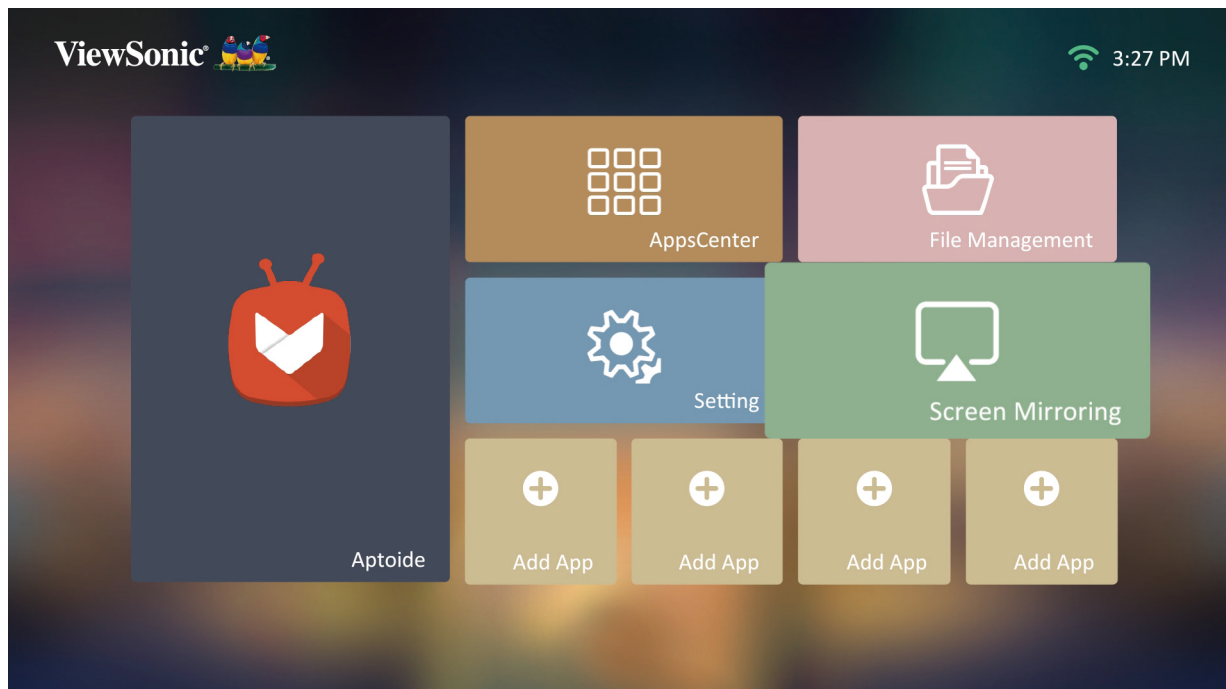 ViewSonic®
3:27 PM
AppsCenter
File Management
Setting
Screen Mirroring
Aptoide
Add App
Add App
Add App
Add App